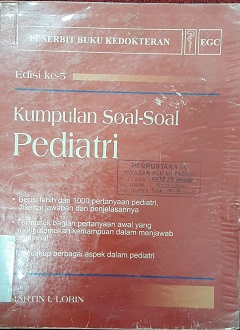 PENERBIT BUKU KEDOKTERAN
EGC
Edisi ke-5
Kumpulan Soal-Soal
Pediatri
PERPUSTAKAAN
• Berisi lebih dari 1000 pertanyaan pediatri,
disertai jawaban dan penjelasannya
bagian pertanyaan awal yang
kemampuan dalam menjawab
berbagai aspek dalam pediatri
MARTIN I. LORIN